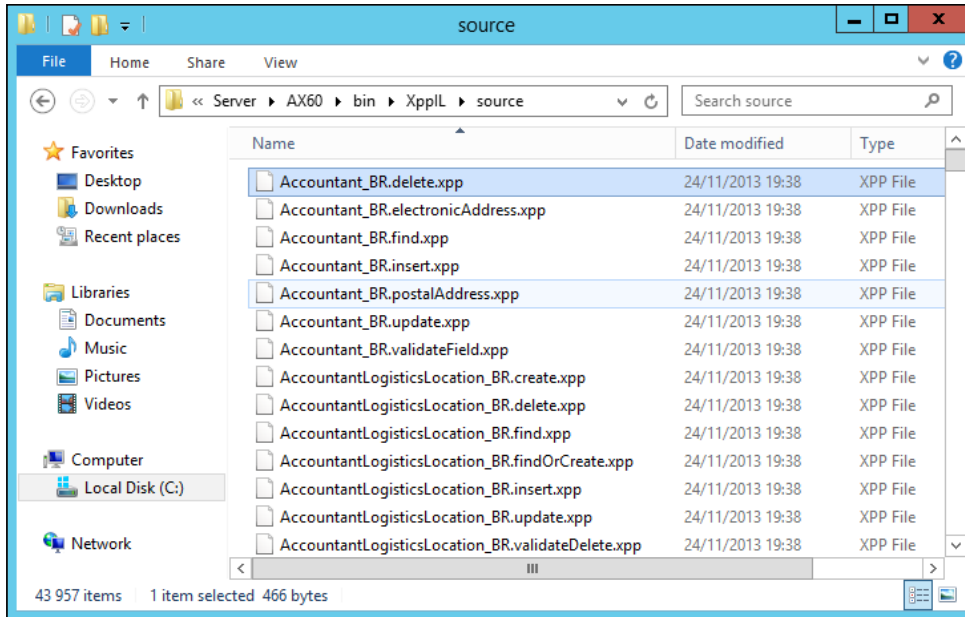 source
File Home Share View
« Server ▸ AX60 ▸ bin ▸ XppIL ▸ source Search source
Name Date modified Type
Favorites
Desktop
Downloads
Recent places
Libraries
Documents
Music
Pictures
Videos
Computer
Local Disk (C:)
Network
Accountant_BR.delete.xpp 24/11/2013 19:38 XPP File
Accountant_BR.electronicAddress.xpp 24/11/2013 19:38 XPP File
Accountant_BR.find.xpp 24/11/2013 19:38 XPP File
Accountant_BR.insert.xpp 24/11/2013 19:38 XPP File
Accountant_BR.postalAddress.xpp 24/11/2013 19:38 XPP File
Accountant_BR.update.xpp 24/11/2013 19:38 XPP File
Accountant_BR.validateField.xpp 24/11/2013 19:38 XPP File
AccountantLogisticsLocation_BR.create.xpp 24/11/2013 19:38 XPP File
AccountantLogisticsLocation_BR.delete.xpp 24/11/2013 19:38 XPP File
AccountantLogisticsLocation_BR.find.xpp 24/11/2013 19:38 XPP File
AccountantLogisticsLocation_BR.findOrCreate.xpp 24/11/2013 19:38 XPP File
AccountantLogisticsLocation_BR.insert.xpp 24/11/2013 19:38 XPP File
AccountantLogisticsLocation_BR.update.xpp 24/11/2013 19:38 XPP File
AccountantLogisticsLocation_BR.validateDelete.xpp 24/11/2013 19:38 XPP File
43 957 items 1 item selected 466 bytes